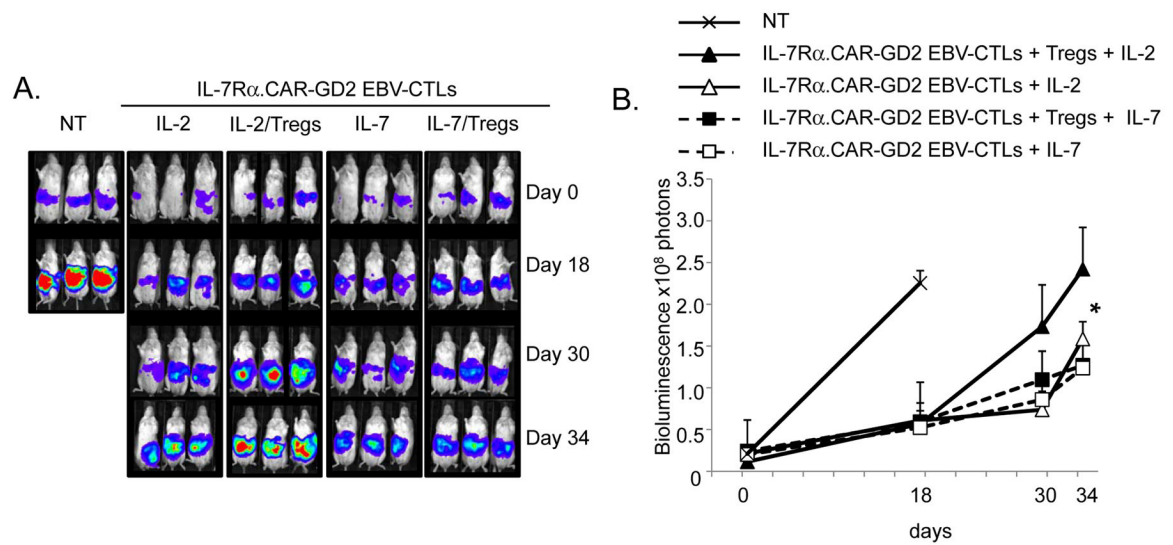 A.
IL-7Rα.CAR-GD2 EBV-CTLs
NT IL-2 IL-2/Tregs IL-7 IL-7/Tregs
Day 0
Day 18
Day 30
Day 34
NT
IL-7Rα.CAR-GD2 EBV-CTLs + Tregs + IL-2
IL-7Rα.CAR-GD2 EBV-CTLs + IL-2
IL-7Rα.CAR-GD2 EBV-CTLs + Tregs + IL-7
IL-7Rα.CAR-GD2 EBV-CTLs + IL-7
B.
Bioluminescence x10⁸ photons
3.5
3.0
2.5
2.0
1.5
1.0
0.5
0
*
0 18 30 34
days